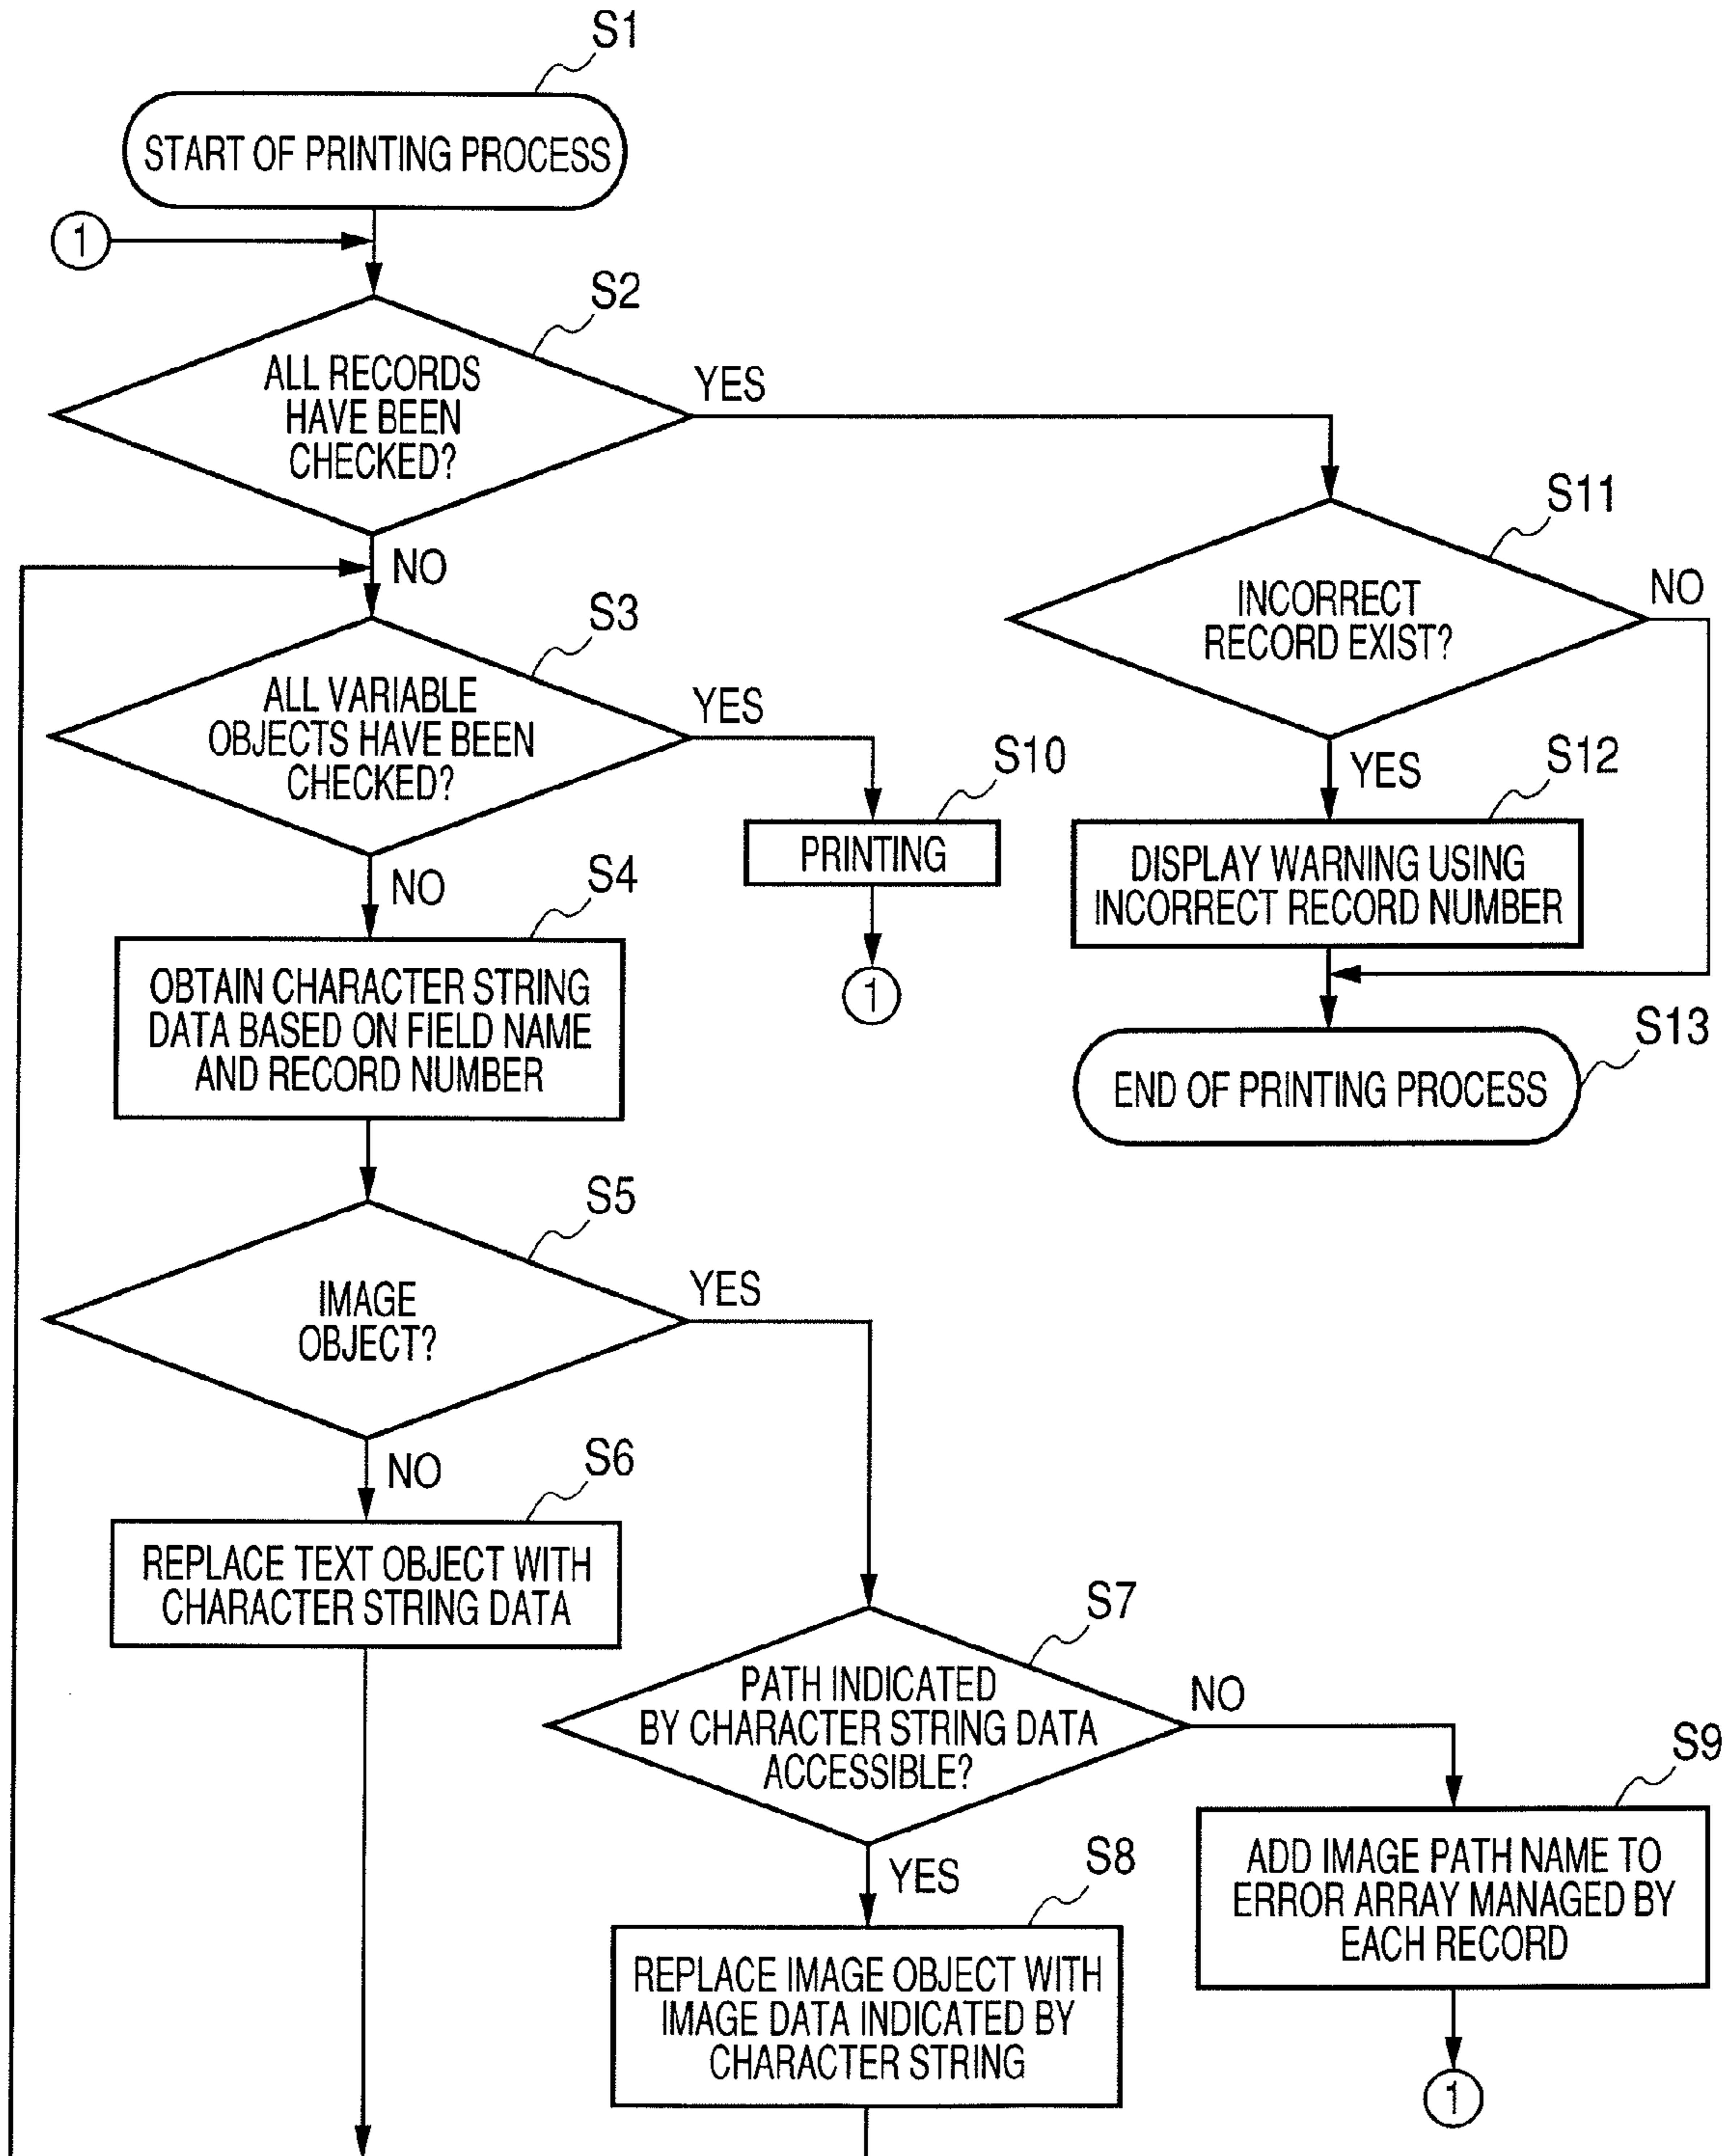 S1
START OF PRINTING PROCESS
1
S2
ALL RECORDS
HAVE BEEN
CHECKED?
YES
NO
S11
INCORRECT
RECORD EXIST?
NO
YES
S3
ALL VARIABLE
OBJECTS HAVE BEEN
CHECKED?
YES
NO
S10
PRINTING
1
S12
DISPLAY WARNING USING
INCORRECT RECORD NUMBER
S4
OBTAIN CHARACTER STRING
DATA BASED ON FIELD NAME
AND RECORD NUMBER
S13
END OF PRINTING PROCESS
S5
IMAGE
OBJECT?
YES
NO
S6
REPLACE TEXT OBJECT WITH
CHARACTER STRING DATA
S7
PATH INDICATED
BY CHARACTER STRING DATA
ACCESSIBLE?
NO
YES
S9
ADD IMAGE PATH NAME TO
ERROR ARRAY MANAGED BY
EACH RECORD
1
S8
REPLACE IMAGE OBJECT WITH
IMAGE DATA INDICATED BY
CHARACTER STRING